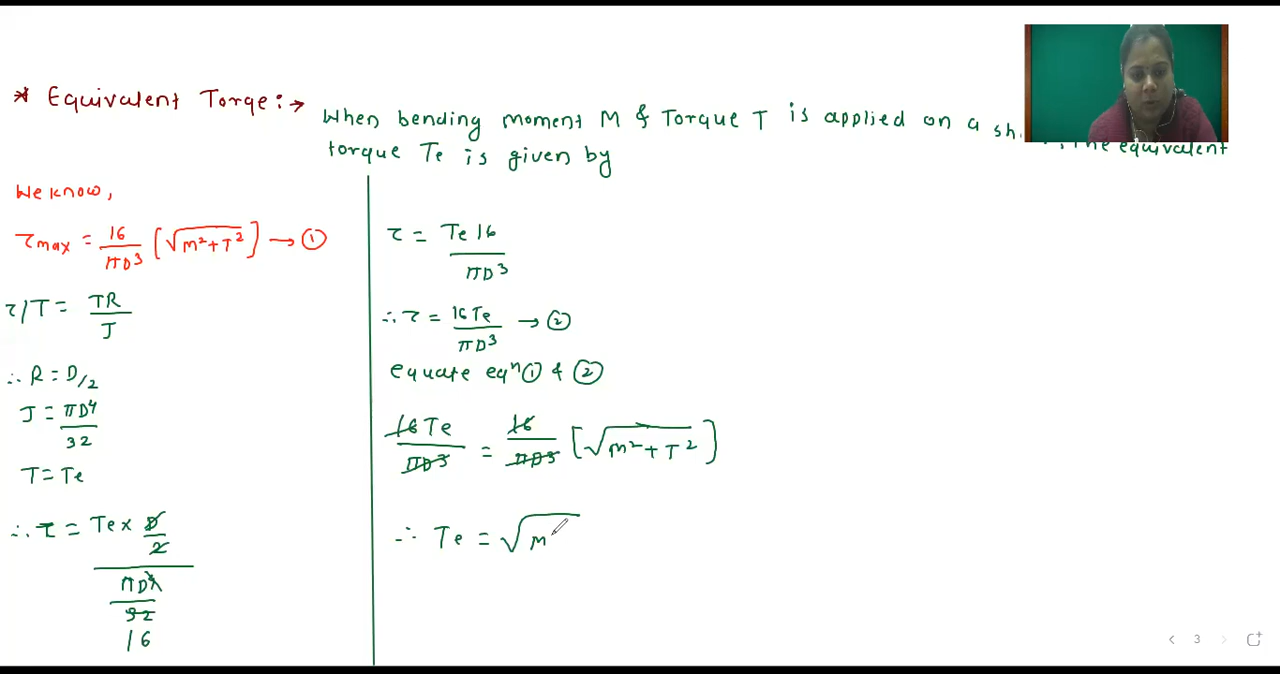 * Equivalent Torqe:→
When bending moment M & Torque T is applied on a sh the equivalent
torque Te is given by
We know,
τmax = 16/πD³ [√M²+T²] → ①
τ/T = TR/J
∴ R = D/2
J = πD⁴/32
T = Te
∴ τ = Te × D/2
πD⁴/32
16
τ = Te 16/πD³
∴ τ = 16Te/πD³ → ②
equate eqⁿ ① & ②
16Te/πD³ = 16/πD³ [√M²+T²]
∴ Te = √M
3